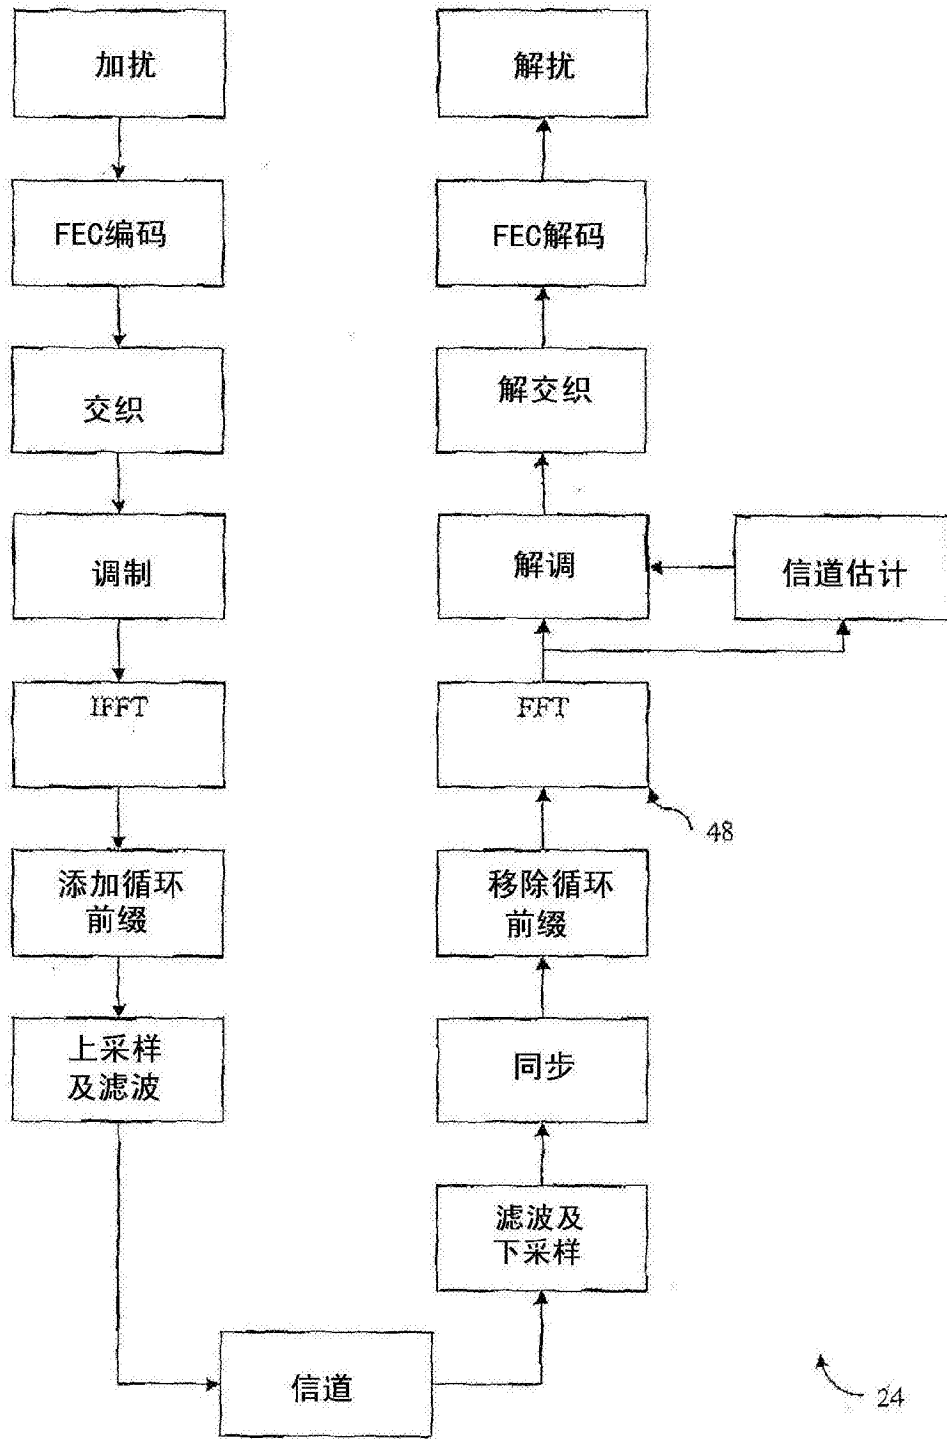 加扰
FEC编码
交织
调制
IFFT
添加循环
前缀
上采样
及滤波
信道
滤波及
下采样
同步
移除循环
前缀
FFT
48
解调
信道估计
解交织
FEC解码
解扰
24